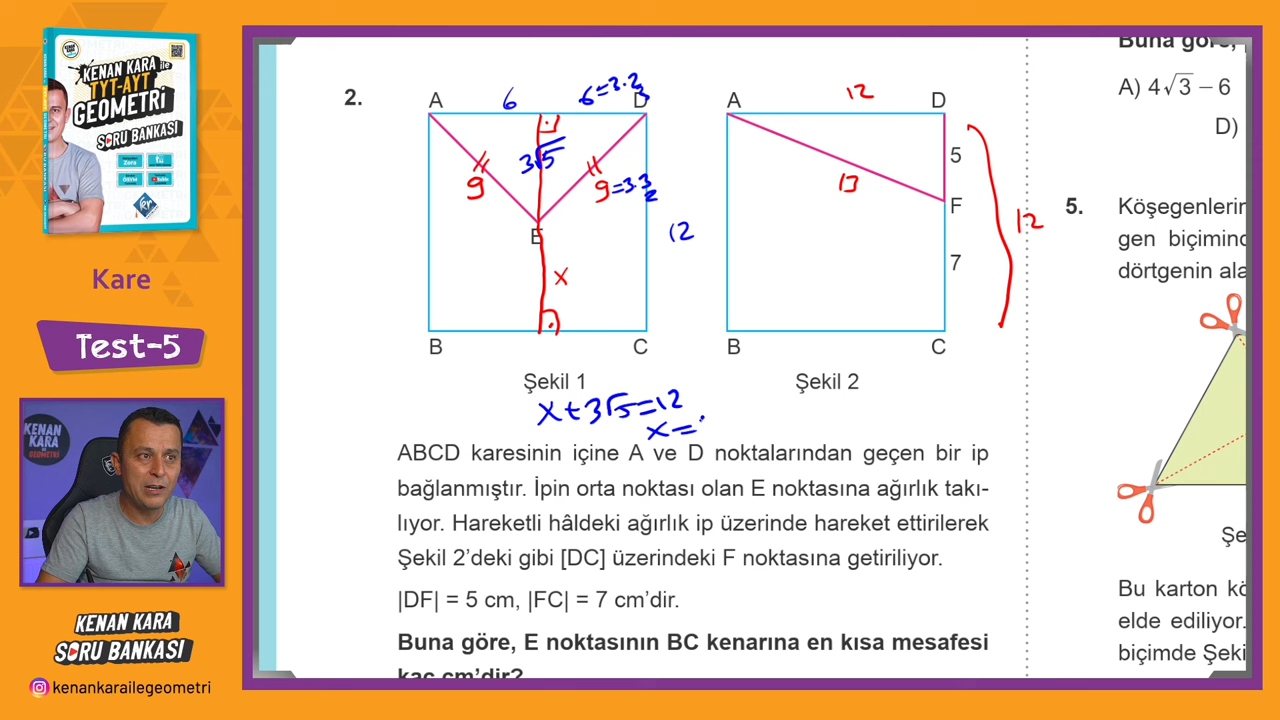 KENAN KARA ile
TYT-AYT
GEOMETRİ
SORU BANKASI
Kare
Test-5
KENAN
KARA
KENAN KARA
SORU BANKASI
kenankarailegeometri
2.
A
6
6=3.2
D
3√5
9
9=3.3
E
12
x
B
C
Şekil 1
A
12
D
5
13
F
12
7
B
C
Şekil 2
x+3√5=12
x=
ABCD karesinin içine A ve D noktalarından geçen bir ip
bağlanmıştır. İpin orta noktası olan E noktasına ağırlık takı-
lıyor. Hareketli hâldeki ağırlık ip üzerinde hareket ettirilerek
Şekil 2'deki gibi [DC] üzerindeki F noktasına getiriliyor.
|DF| = 5 cm, |FC| = 7 cm'dir.
Buna göre, E noktasının BC kenarına en kısa mesafesi
kaç cm'dir?
Buna göre,
A) 4√3 – 6
D)
5.
Köşegenlerin
gen biçiminde
dörtgenin ala
Şe
Bu karton kö
elde ediliyor.
biçimde Şeki